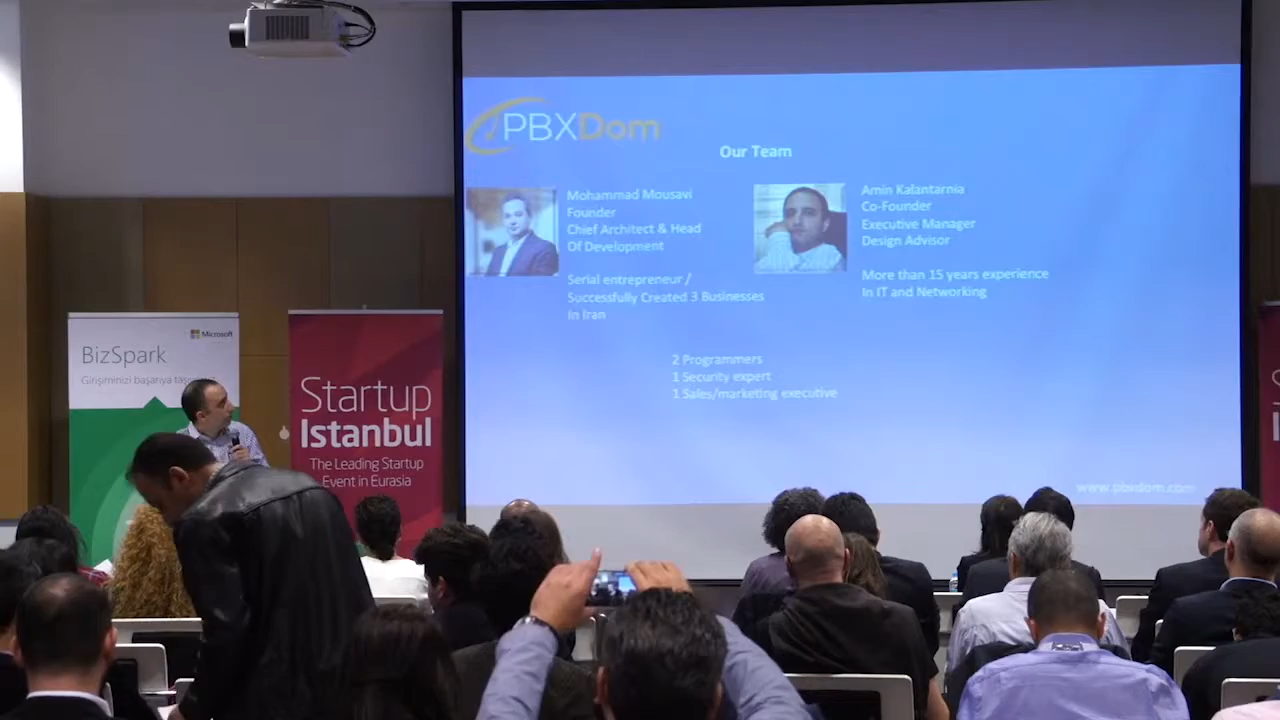 PBXDom
Our Team
Mohammad Mousavi
Founder
Chief Architect & Head
Of Development
Serial entrepreneur /
Successfully Created 3 Businesses
In Iran
Amin Kalantarnia
Co-Founder
Executive Manager
Design Advisor
More than 15 years experience
In IT and Networking
2 Programmers
1 Security expert
1 Sales/marketing executive
www.pbxdom.com
Microsoft
BizSpark
Girişiminizi başarıya
Startup
Istanbul
The Leading Startup
Event in Eurasia